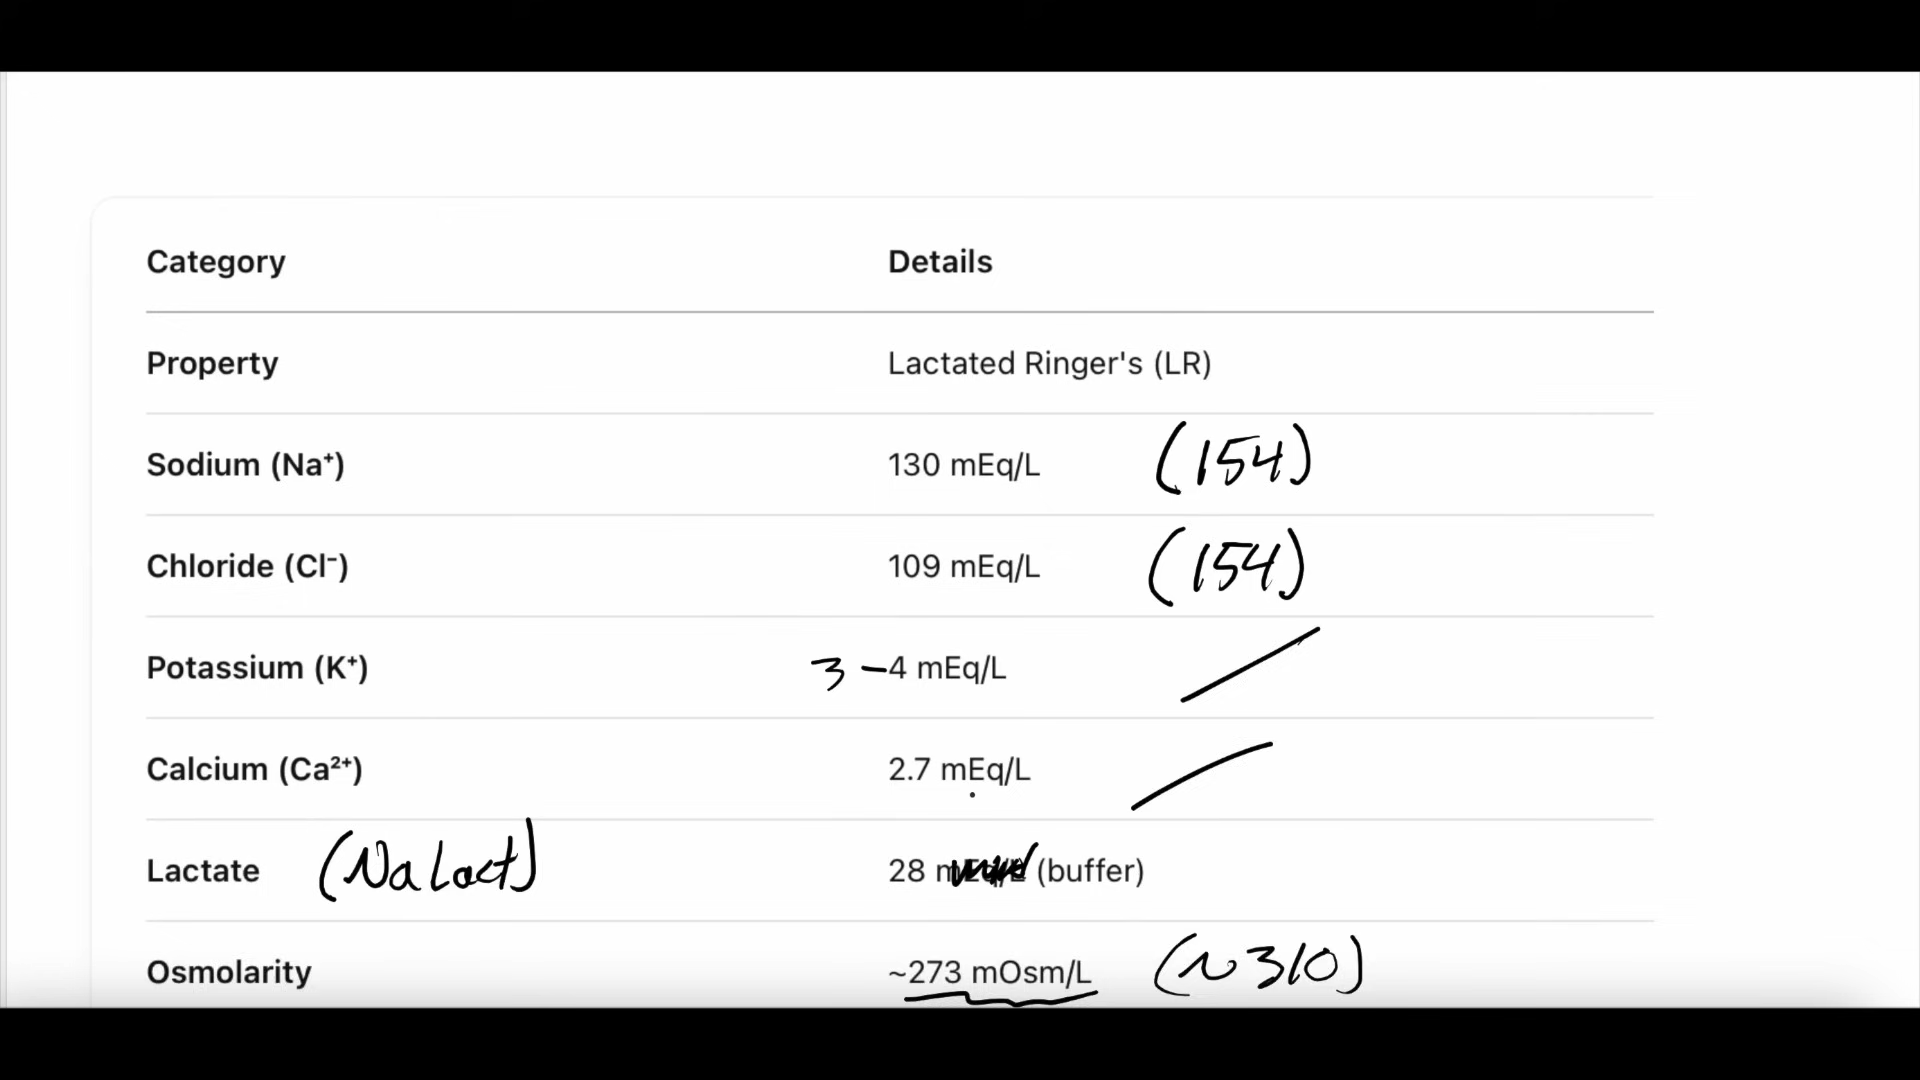 Category Details
Property Lactated Ringer's (LR)
Sodium (Na⁺) 130 mEq/L (154)
Chloride (Cl⁻) 109 mEq/L (154)
Potassium (K⁺) 3 – 4 mEq/L
Calcium (Ca²⁺) 2.7 mEq/L
Lactate (Na Lact) 28 (buffer)
Osmolarity ~273 mOsm/L (~310)